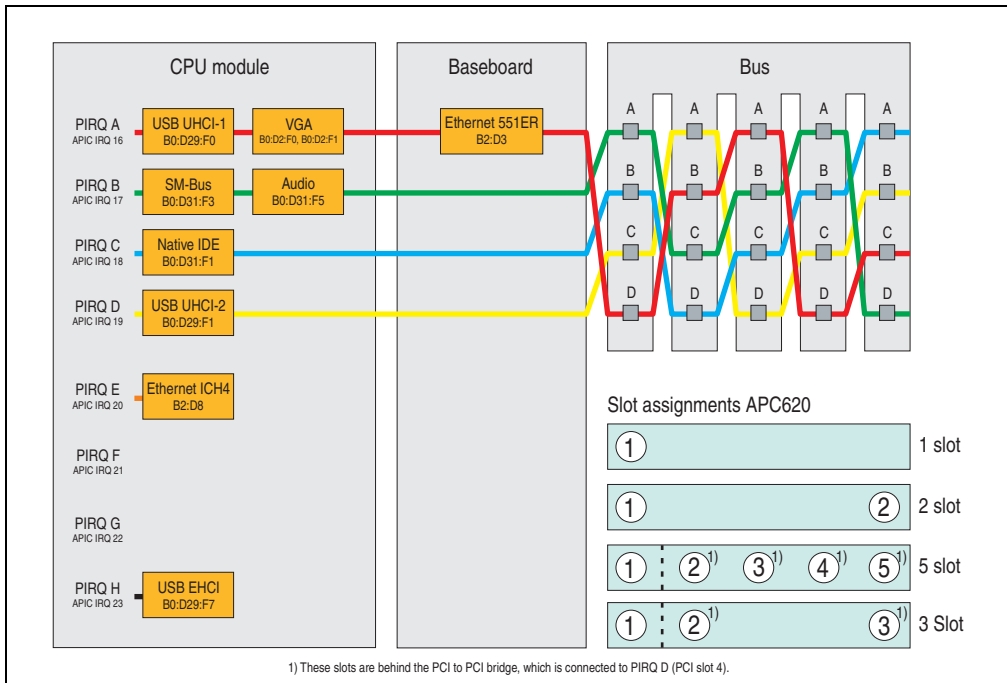 CPU module
Baseboard
Bus
PIRQ A
APIC IRQ 16
USB UHCI-1
B0:D29:F0
VGA
B0:D2:F0, B0:D2:F1
Ethernet 551ER
B2:D3
A A A A A
PIRQ B
APIC IRQ 17
SM-Bus
B0:D31:F3
Audio
B0:D31:F5
B B B B B
PIRQ C
APIC IRQ 18
Native IDE
B0:D31:F1
C C C C C
PIRQ D
APIC IRQ 19
USB UHCI-2
B0:D29:F1
D D D D D
PIRQ E
APIC IRQ 20
Ethernet ICH4
B2:D8
PIRQ F
APIC IRQ 21
PIRQ G
APIC IRQ 22
PIRQ H
APIC IRQ 23
USB EHCI
B0:D29:F7
Slot assignments APC620
1 1 slot
1 2 2 slot
1 2 1) 3 1) 4 1) 5 1) 5 slot
1 2 1) 3 1) 3 Slot
1) These slots are behind the PCI to PCI bridge, which is connected to PIRQ D (PCI slot 4).